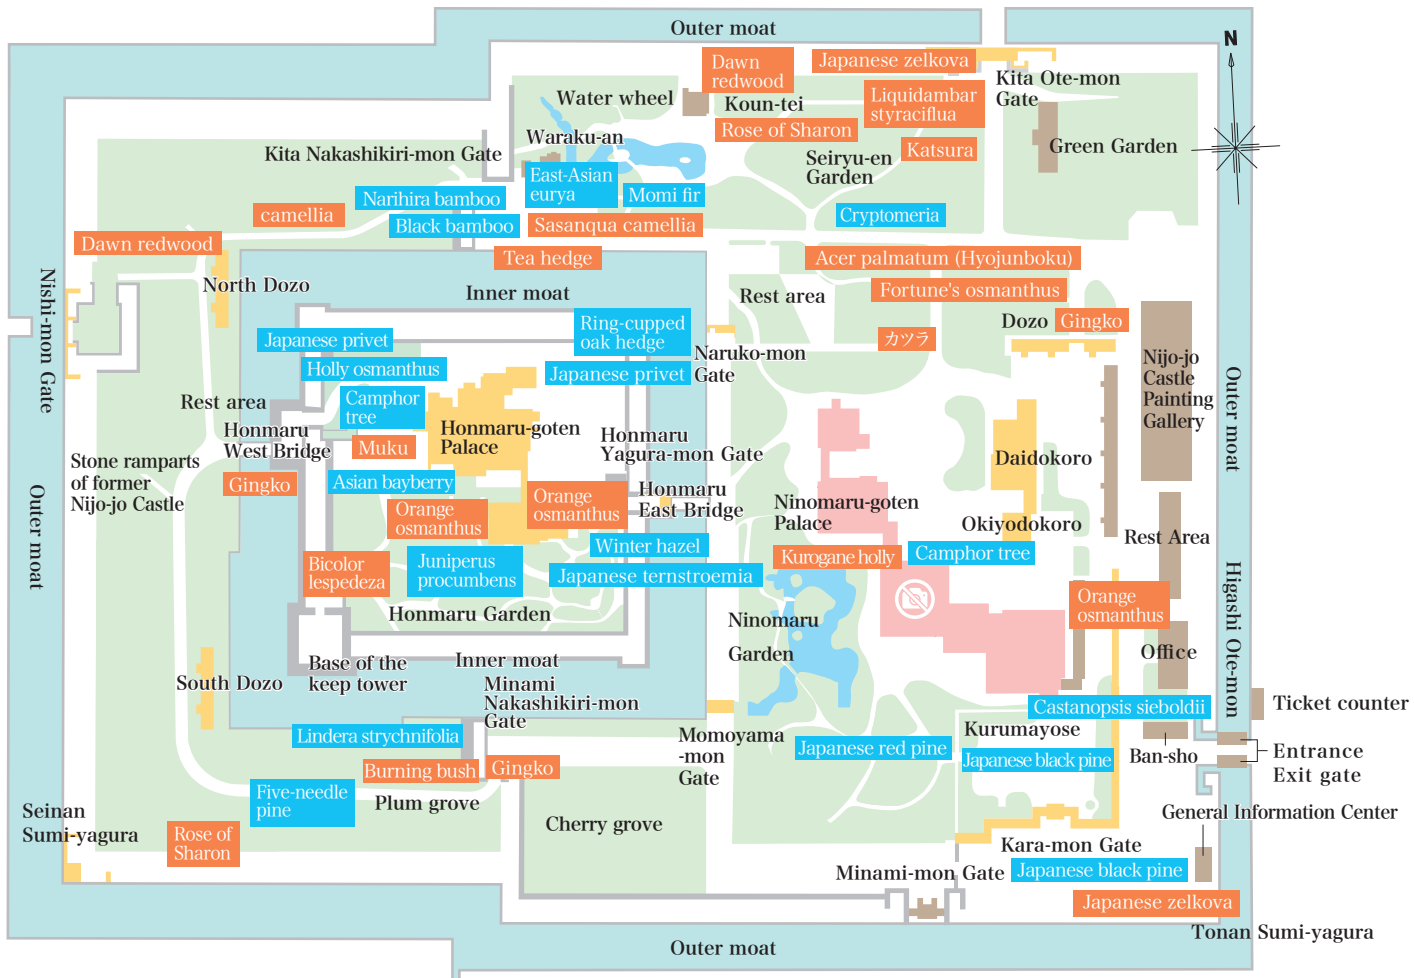 Outer moat
N
Dawn
redwood
Japanese zelkova
Kita Ote-mon
Gate
Water wheel
Koun-tei
Liquidambar
styraciflua
Rose of Sharon
Katsura
Green Garden
Waraku-an
Kita Nakashikiri-mon Gate
Seiryu-en
Garden
East-Asian
eurya
Momi fir
Narihira bamboo
camellia
Black bamboo
Sasanqua camellia
Cryptomeria
Dawn redwood
Tea hedge
Acer palmatum (Hyojunboku)
Nishi-mon Gate
North Dozo
Inner moat
Rest area
Fortune's osmanthus
Dozo
Gingko
Ring-cupped
oak hedge
カツラ
Japanese privet
Naruko-mon
Gate
Holly osmanthus
Japanese privet
Nijo-jo
Castle
Painting
Gallery
Outer moat
Rest area
Camphor
tree
Honmaru
West Bridge
Honmaru-goten
Palace
Muku
Honmaru
Yagura-mon Gate
Stone ramparts
of former
Nijo-jo Castle
Daidokoro
Gingko
Asian bayberry
Orange
osmanthus
Orange
osmanthus
Honmaru
East Bridge
Ninomaru-goten
Palace
Okiyodokoro
Rest Area
Outer moat
Winter hazel
Kurogane holly
Camphor tree
Bicolor
lespedeza
Juniperus
procumbens
Japanese ternstroemia
Higashi Ote-mon
Honmaru Garden
Ninomaru
Garden
Orange
osmanthus
Office
South Dozo
Base of the
keep tower
Inner moat
Minami
Nakashikiri-mon
Gate
Castanopsis sieboldii
Ticket counter
Lindera strychnifolia
Momoyama
-mon
Gate
Japanese red pine
Kurumayose
Japanese black pine
Ban-sho
Entrance
Exit gate
Burning bush
Gingko
Five-needle
pine
Plum grove
Seinan
Sumi-yagura
Rose of
Sharon
Cherry grove
General Information Center
Kara-mon Gate
Minami-mon Gate
Japanese black pine
Japanese zelkova
Tonan Sumi-yagura
Outer moat